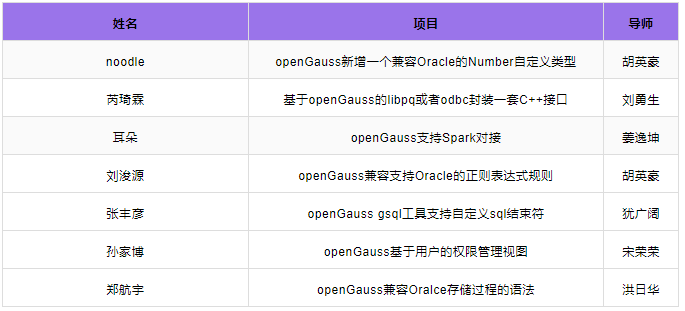 姓名 项目 导师
noodle openGauss新增一个兼容Oracle的Number自定义类型 胡英豪
芮琦霖 基于openGauss的libpq或者odbc封装一套C++接口 刘勇生
耳朵 openGauss支持Spark对接 姜逸坤
刘浚源 openGauss兼容支持Oracle的正则表达式规则 胡英豪
张丰彦 openGauss gsql工具支持自定义sql结束符 犹广阔
孙家博 openGauss基于用户的权限管理视图 宋荣荣
郑航宇 openGauss兼容Oralce存储过程的语法 洪日华